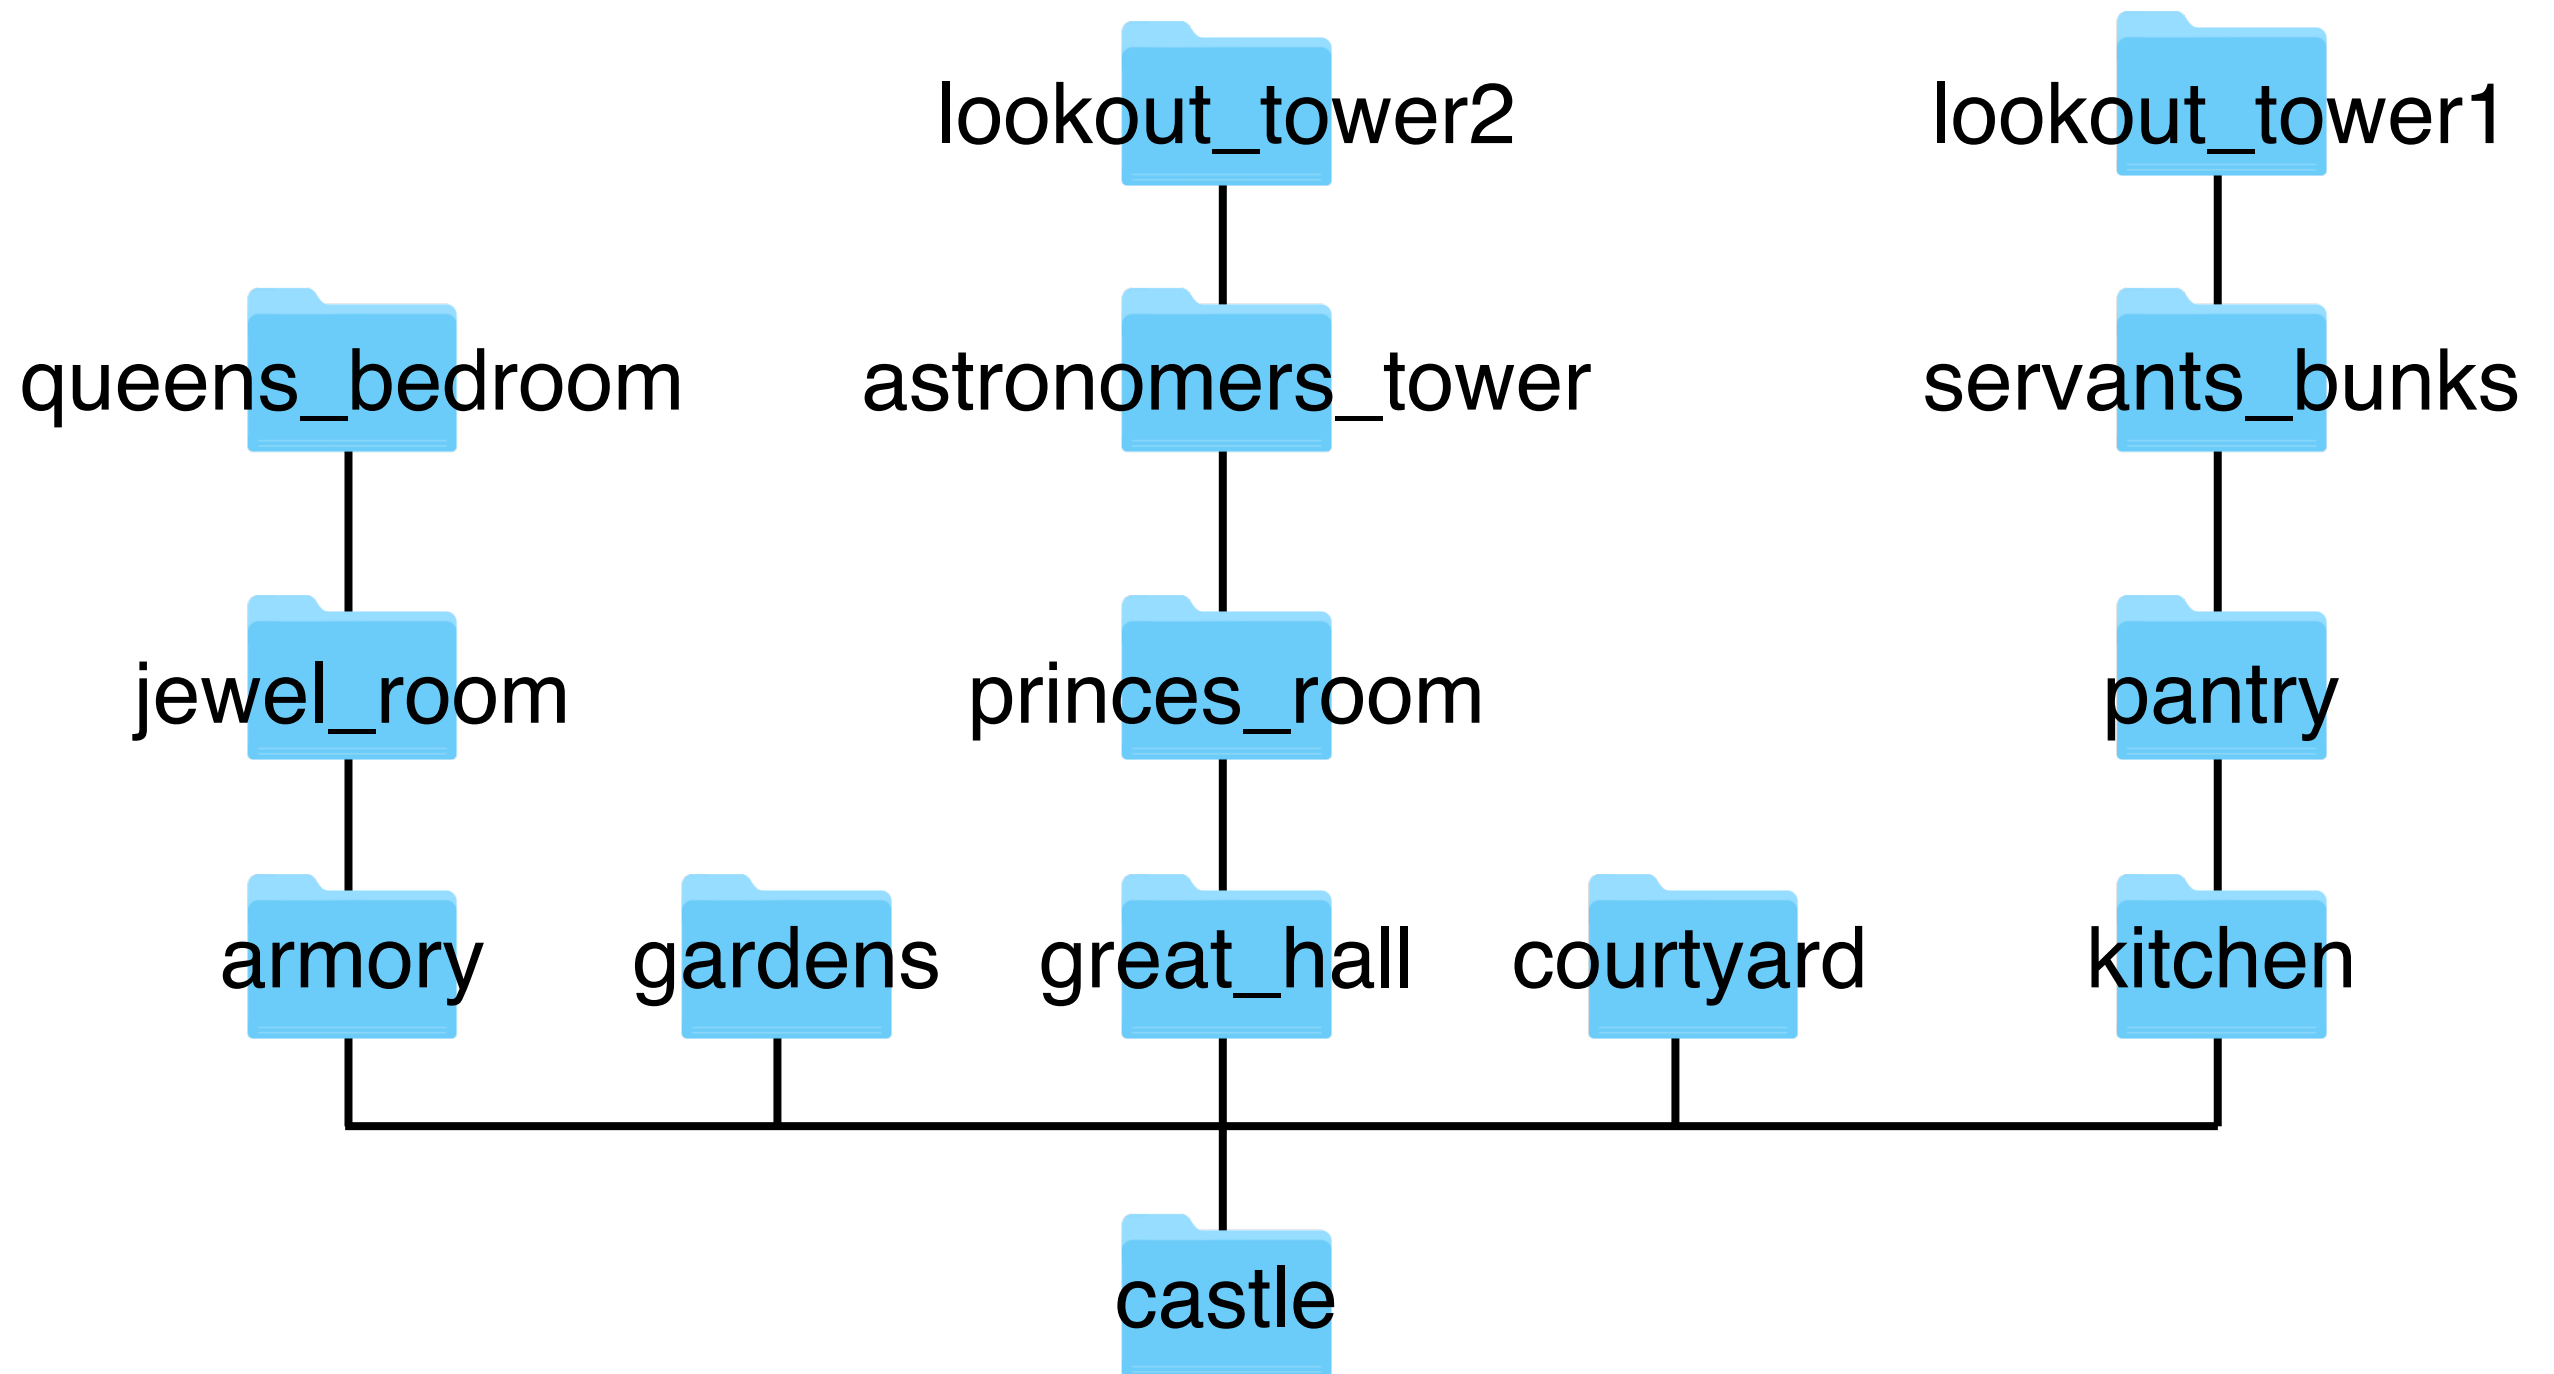 lookout_tower2
lookout_tower1
queens_bedroom
astronomers_tower
servants_bunks
jewel_room
princes_room
pantry
armory
gardens
great_hall
courtyard
kitchen
castle